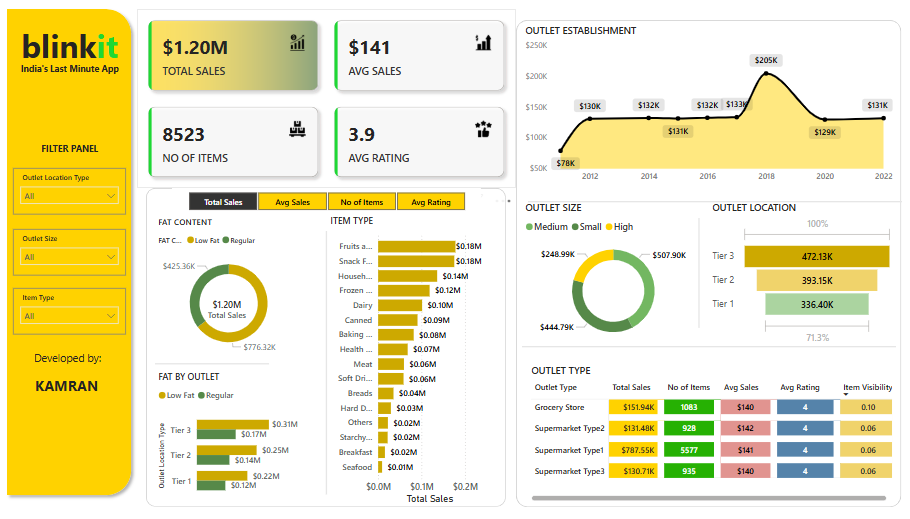 blinkit
India's Last Minute App
FILTER PANEL
Outlet Location Type
All
Outlet Size
All
Item Type
All
Developed by:
KAMRAN
$1.20M
TOTAL SALES
$141
AVG SALES
8523
NO OF ITEMS
3.9
AVG RATING
OUTLET ESTABLISHMENT
$250K
$200K
$150K
$100K
$50K
$78K
$130K
$132K
$131K
$132K
$133K
$205K
$129K
$131K
2012
2014
2016
2018
2020
2022
Total Sales
Avg Sales
No of Items
Avg Rating
FAT CONTENT
FAT C... Low Fat Regular
$425.36K
$1.20M
Total Sales
$776.32K
FAT BY OUTLET
Low Fat Regular
Outlet Location Type
Tier 3 $0.31M
$0.17M
Tier 2 $0.25M
$0.14M
Tier 1 $0.22M
$0.12M
ITEM TYPE
Fruits a... $0.18M
Snack F... $0.18M
Househ... $0.14M
Frozen ... $0.12M
Dairy $0.10M
Canned $0.09M
Baking ... $0.08M
Health ... $0.07M
Meat $0.06M
Soft Dri... $0.06M
Breads $0.04M
Hard D... $0.03M
Others $0.02M
Starchy... $0.02M
Breakfast $0.02M
Seafood $0.01M
$0.0M $0.1M $0.2M
Total Sales
OUTLET SIZE
Medium Small High
$248.99K
$507.90K
$444.79K
OUTLET LOCATION
100%
Tier 3 472.13K
Tier 2 393.15K
Tier 1 336.40K
71.3%
OUTLET TYPE
Outlet Type Total Sales No of Items Avg Sales Avg Rating Item Visibility
Grocery Store $151.94K 1083 $140 4 0.10
Supermarket Type2 $131.48K 928 $142 4 0.06
Supermarket Type1 $787.55K 5577 $141 4 0.06
Supermarket Type3 $130.71K 935 $140 4 0.06